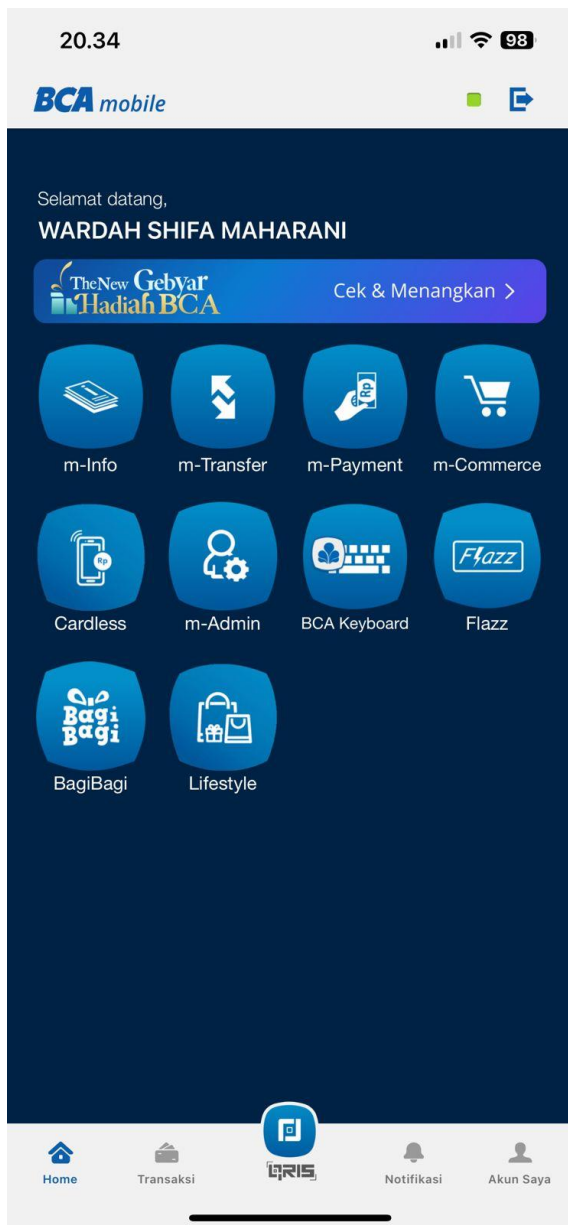 20.34
98
BCA mobile
Selamat datang,
WARDAH SHIFA MAHARANI
The New Gebyar
Hadiah BCA
Cek & Menangkan >
Rp
m-Info
m-Transfer
m-Payment
m-Commerce
Rp
Flazz
Cardless
m-Admin
BCA Keyboard
Flazz
Bagi
Bagi
BagiBagi
Lifestyle
Home
Transaksi
QRIS
Notifikasi
Akun Saya